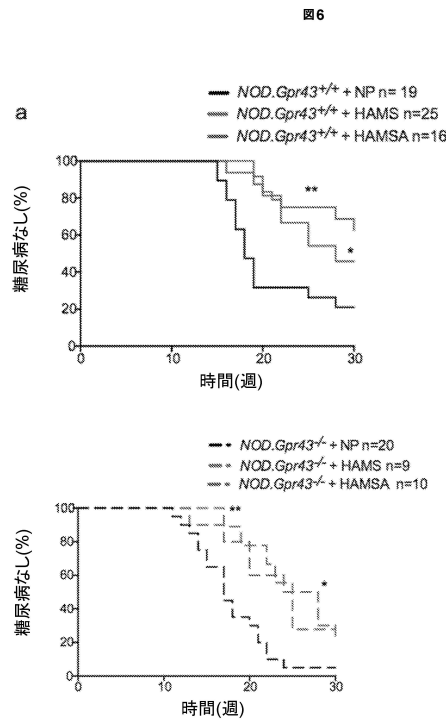 図6
a
NOD.Gpr43+/+ + NP n= 19
NOD.Gpr43+/+ + HAMS n=25
NOD.Gpr43+/+ + HAMSA n=16
糖尿病なし(%)
100
80
60
40
20
0
**
*
0 10 20 30
時間(週)
NOD.Gpr43-/- + NP n=20
NOD.Gpr43-/- + HAMS n=9
NOD.Gpr43-/- + HAMSA n=10
糖尿病なし(%)
100
80
60
40
20
0
**
*
0 10 20 30
時間(週)